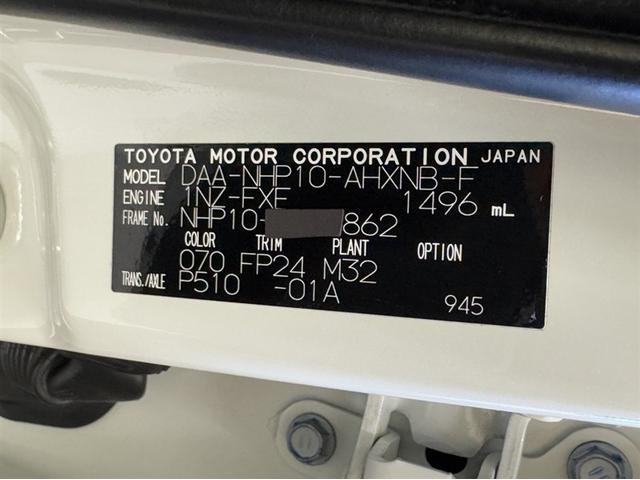 TOYOTA MOTOR CORPORATION JAPAN
MODEL DAA-NHP10-AHXNB-F
ENGINE 1NZ-FXE 1496 mL
FRAME No. NHP10- 862
COLOR TRIM PLANT OPTION
070 FP24 M32
TRANS./AXLE P510 -01A
945